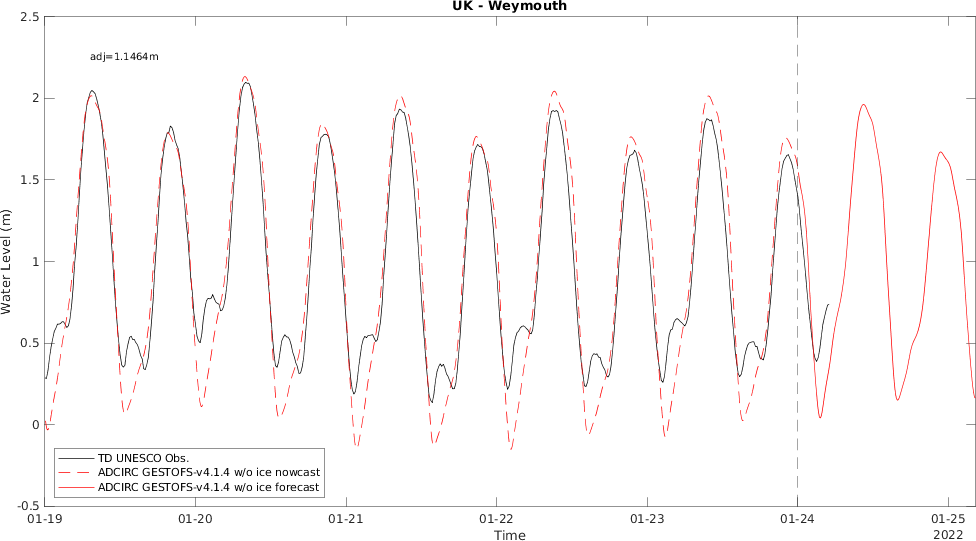 UK - Weymouth
2.5
adj=1.1464m
2
1.5
1
0.5
0
-0.5
Water Level (m)
TD UNESCO Obs.
ADCIRC GESTOFS-v4.1.4 w/o ice nowcast
ADCIRC GESTOFS-v4.1.4 w/o ice forecast
01-19 01-20 01-21 01-22 01-23 01-24 01-25
Time
2022